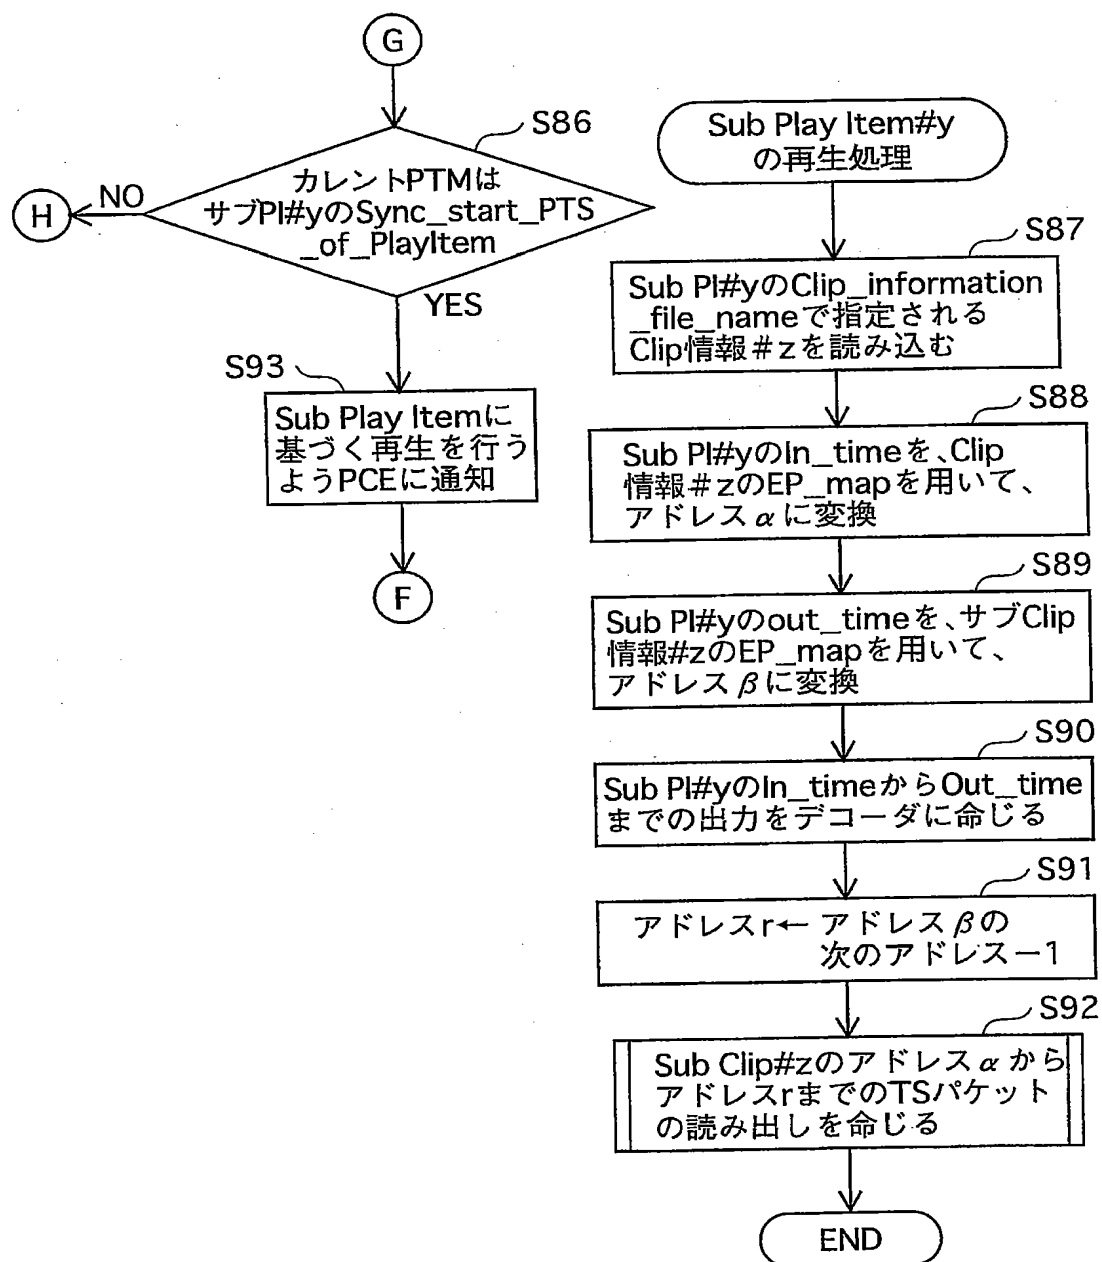 G
S86
カレントPTMは
サブPI#yのSync_start_PTS
_of_PlayItem
NO
H
YES
S93
Sub Play Itemに
基づく再生を行う
ようPCEに通知
F
Sub Play Item#y
の再生処理
S87
Sub PI#yのClip_information
_file_nameで指定される
Clip情報#zを読み込む
S88
Sub PI#yのIn_timeを、Clip
情報#zのEP_mapを用いて、
アドレスαに変換
S89
Sub PI#yのout_timeを、サブClip
情報#zのEP_mapを用いて、
アドレスβに変換
S90
Sub PI#yのIn_timeからOut_time
までの出力をデコーダに命じる
S91
アドレスr← アドレスβの
次のアドレスー1
S92
Sub Clip#zのアドレスαから
アドレスrまでのTSパケット
の読み出しを命じる
END